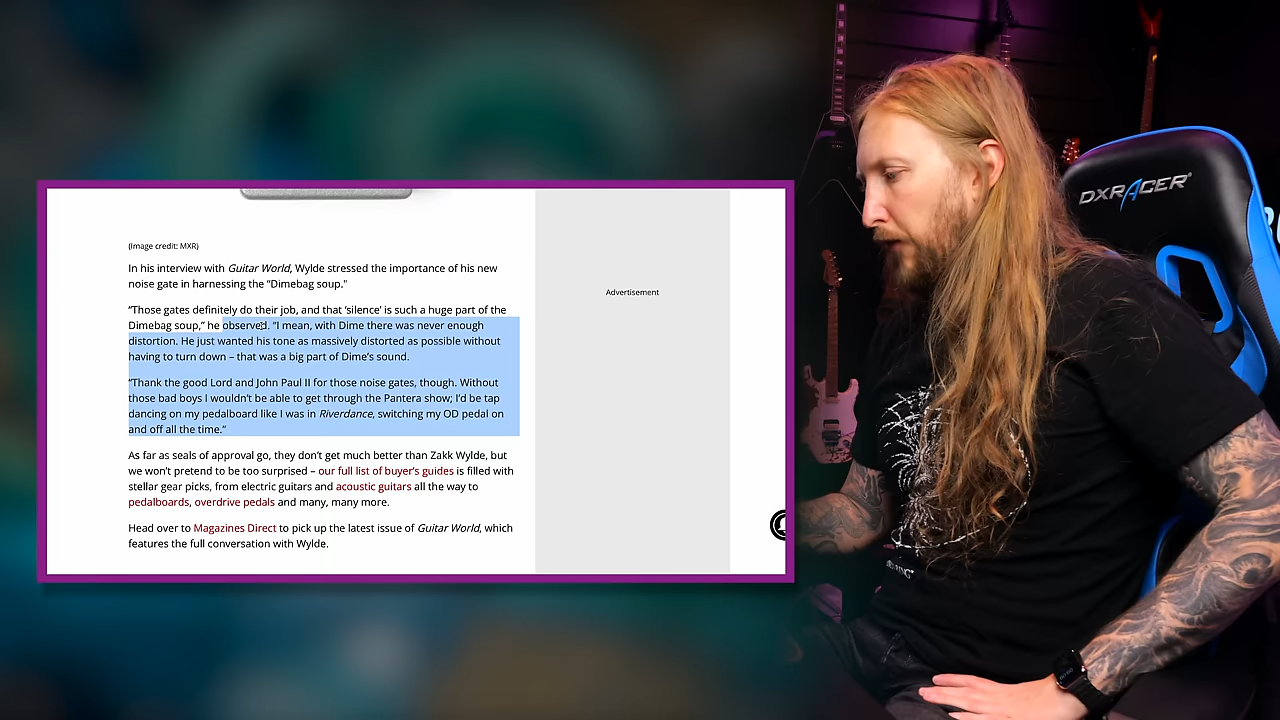 (Image credit: MXR)
In his interview with Guitar World, Wylde stressed the importance of his new
noise gate in harnessing the “Dimebag soup."
“Those gates definitely do their job, and that ‘silence’ is such a huge part of the
Dimebag soup,” he observed. “I mean, with Dime there was never enough
distortion. He just wanted his tone as massively distorted as possible without
having to turn down – that was a big part of Dime’s sound.
“Thank the good Lord and John Paul II for those noise gates, though. Without
those bad boys I wouldn’t be able to get through the Pantera show; I’d be tap
dancing on my pedalboard like I was in Riverdance, switching my OD pedal on
and off all the time.”
As far as seals of approval go, they don’t get much better than Zakk Wylde, but
we won’t pretend to be too surprised – our full list of buyer’s guides is filled with
stellar gear picks, from electric guitars and acoustic guitars all the way to
pedalboards, overdrive pedals and many, many more.
Head over to Magazines Direct to pick up the latest issue of Guitar World, which
features the full conversation with Wylde.
Advertisement
DXRACER®